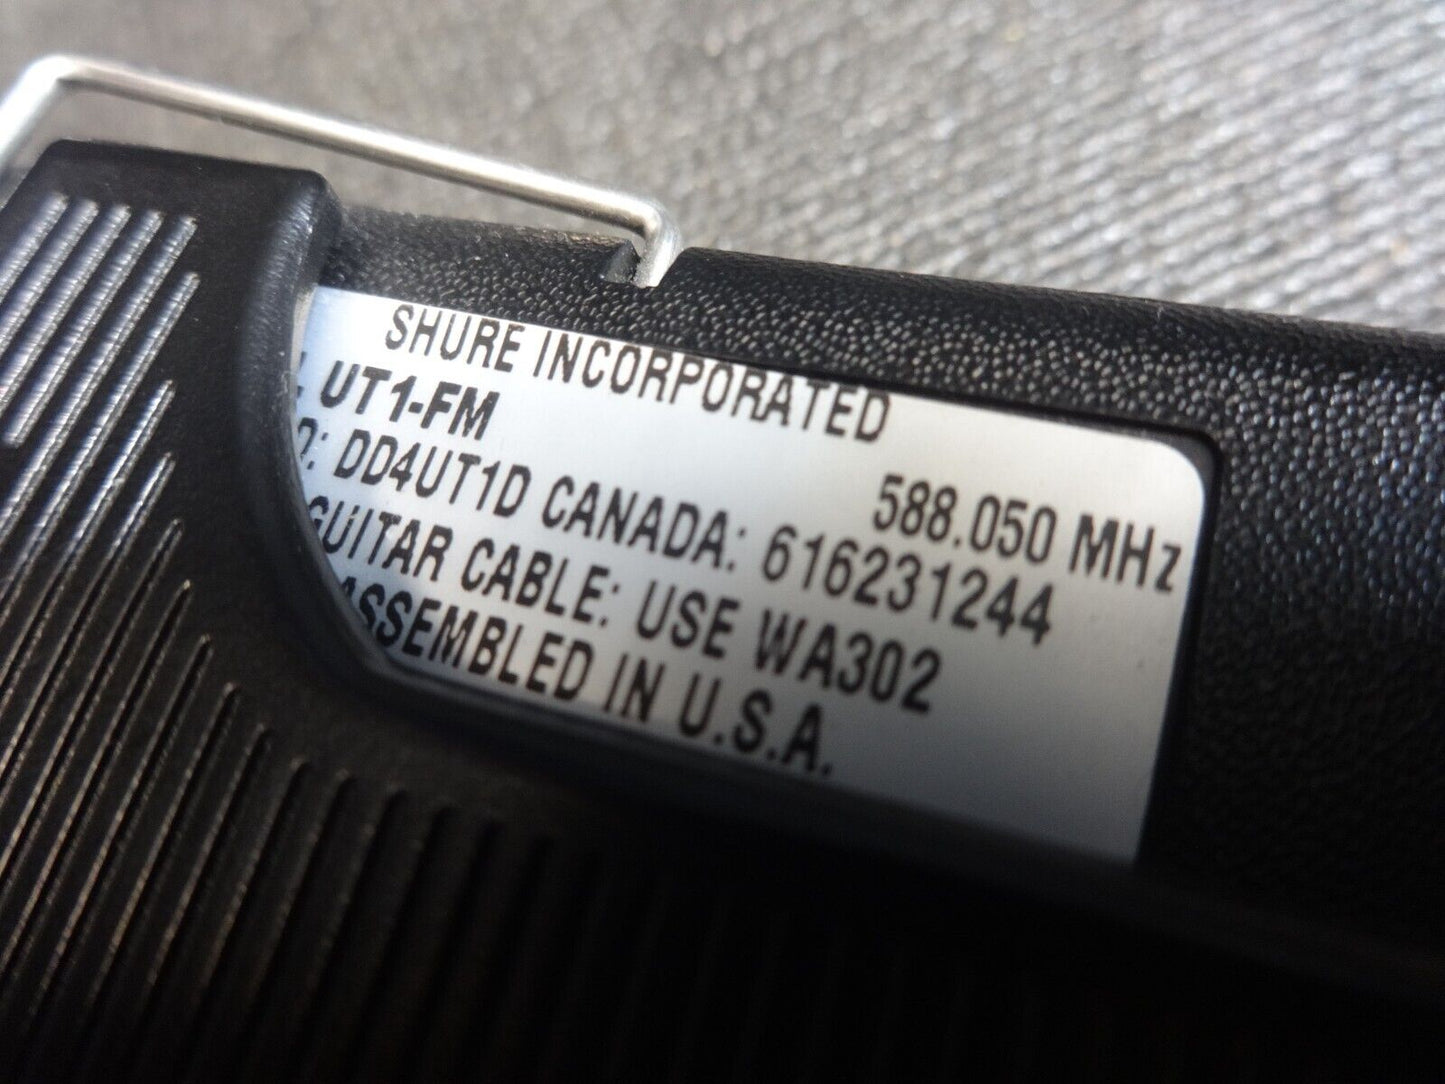 SHURE INCORPORATED
UT1-FM
588.050 MHz
: DD4UT1D CANADA: 616231244
GUITAR CABLE: USE WA302
ASSEMBLED IN U.S.A.